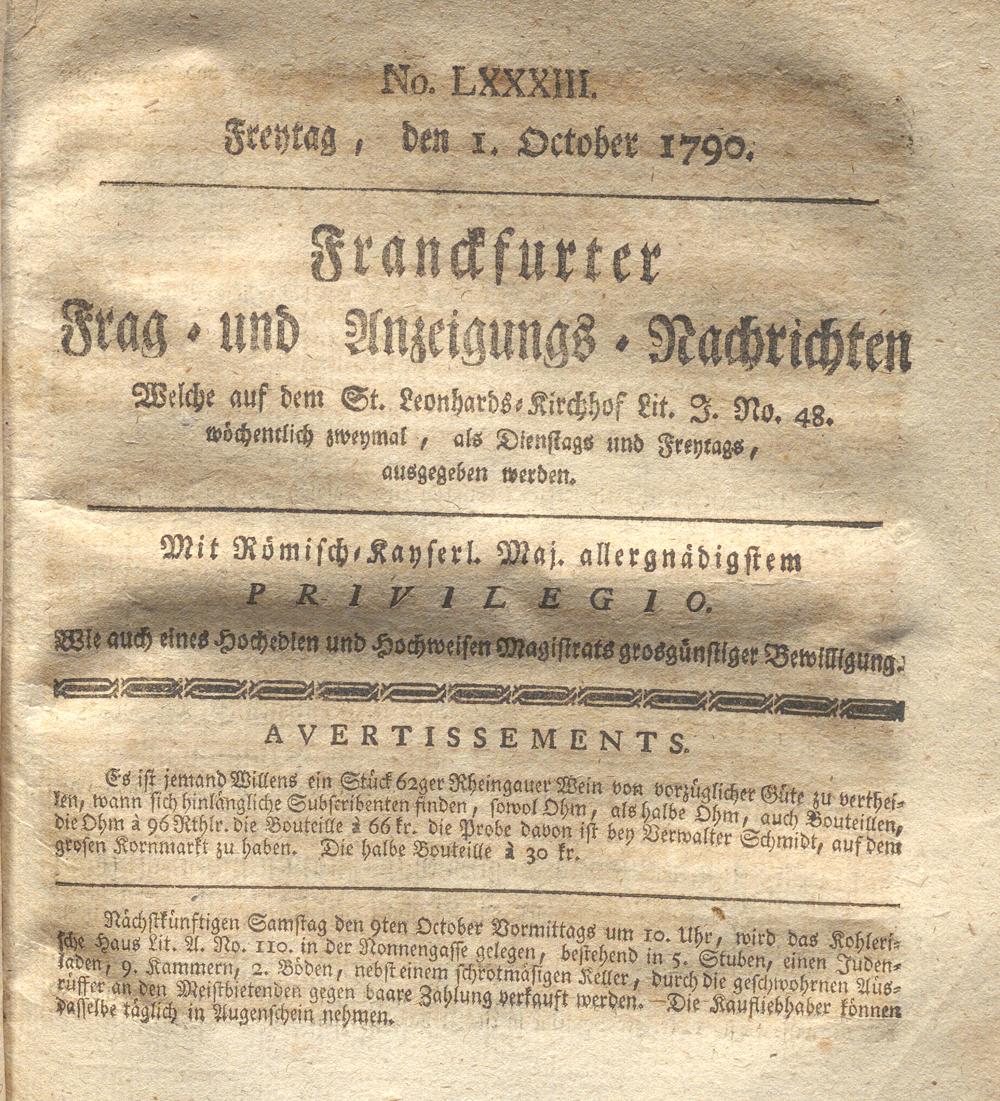 No. LXXXIII.
Freytag, den 1. October 1790.
Franckfurter
Frag- und Anzeigungs-Nachrichten
Welche auf dem St. Leonhards-Kirchhof Lit. J. No. 48.
wöchentlich zweymal, als Dienstags und Freytags,
ausgegeben werden.
Mit Römisch-Kayserl. Maj. allergnädigstem
PRIVILEGIO.
Wie auch eines Hochedlen und Hochweisen Magistrats grosgünstiger Bewilligung.
AVERTISSEMENTS.
Es ist jemand Willens ein Stück 62ger Rheingauer Wein von vorzüglicher Güte zu verthei-
len, wann sich hinlängliche Subscribenten finden, sowol Ohm, als halbe Ohm, auch Bouteillen,
die Ohm à 96 Rthlr. die Bouteille à 66 kr. die Probe davon ist bey Verwalter Schmidt, auf dem
grosen Kornmarkt zu haben. Die halbe Bouteille à 30 kr.
Nächstkünftigen Samstag den 9ten October Vormittags um 10. Uhr, wird das Kohleri-
sche Haus Lit. A. No. 110. in der Nonnengasse gelegen, bestehend in 5. Stuben, einen Juden-
laden, 9. Kammern, 2. Böden, nebst einem schrotmäsigen Keller, durch die geschwohrnen Aus-
rüffer an den Meistbietenden gegen baare Zahlung verkauft werden. Die Kaufliebhaber können
dasselbe täglich in Augenschein nehmen.